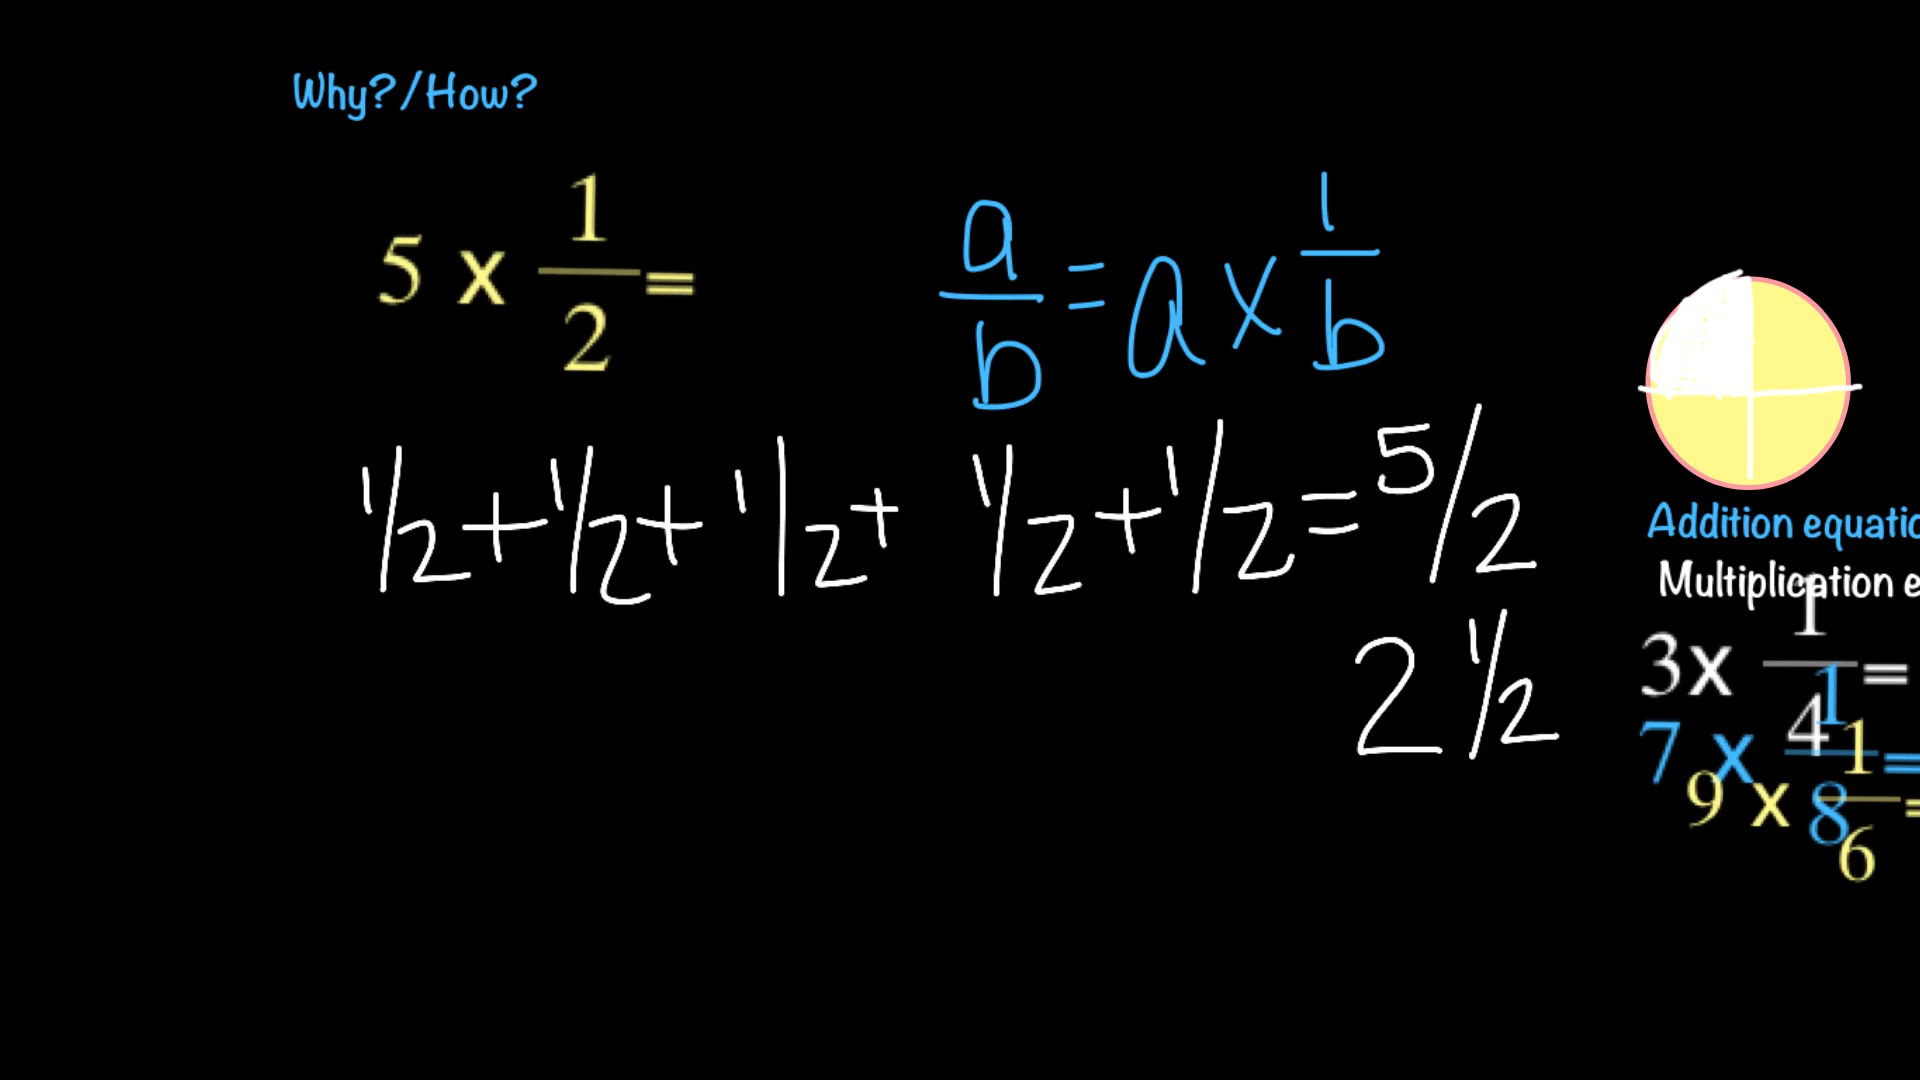 Why?/How?
5 x 1/2 =
a/b = a x 1/b
1/2 + 1/2 + 1/2 + 1/2 + 1/2 = 5/2
2 1/2
Addition equatio
Multiplication e
3x 1/4 =
7 x 1/8 =
9 x 1/6 =